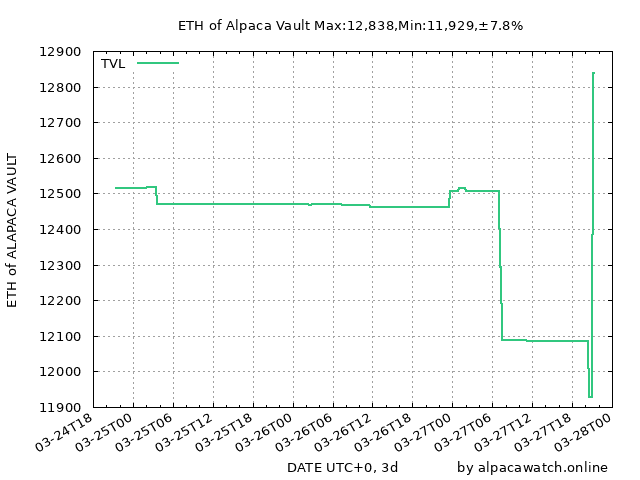 ETH of Alpaca Vault Max:12,838,Min:11,929,±7.8%
TVL
12900
12800
12700
12600
12500
12400
12300
12200
12100
12000
11900
ETH of ALAPACA VAULT
03-24T18
03-25T00
03-25T06
03-25T12
03-25T18
03-26T00
03-26T06
03-26T12
03-26T18
03-27T00
03-27T06
03-27T12
03-27T18
03-28T00
DATE UTC+0, 3d
by alpacawatch.online